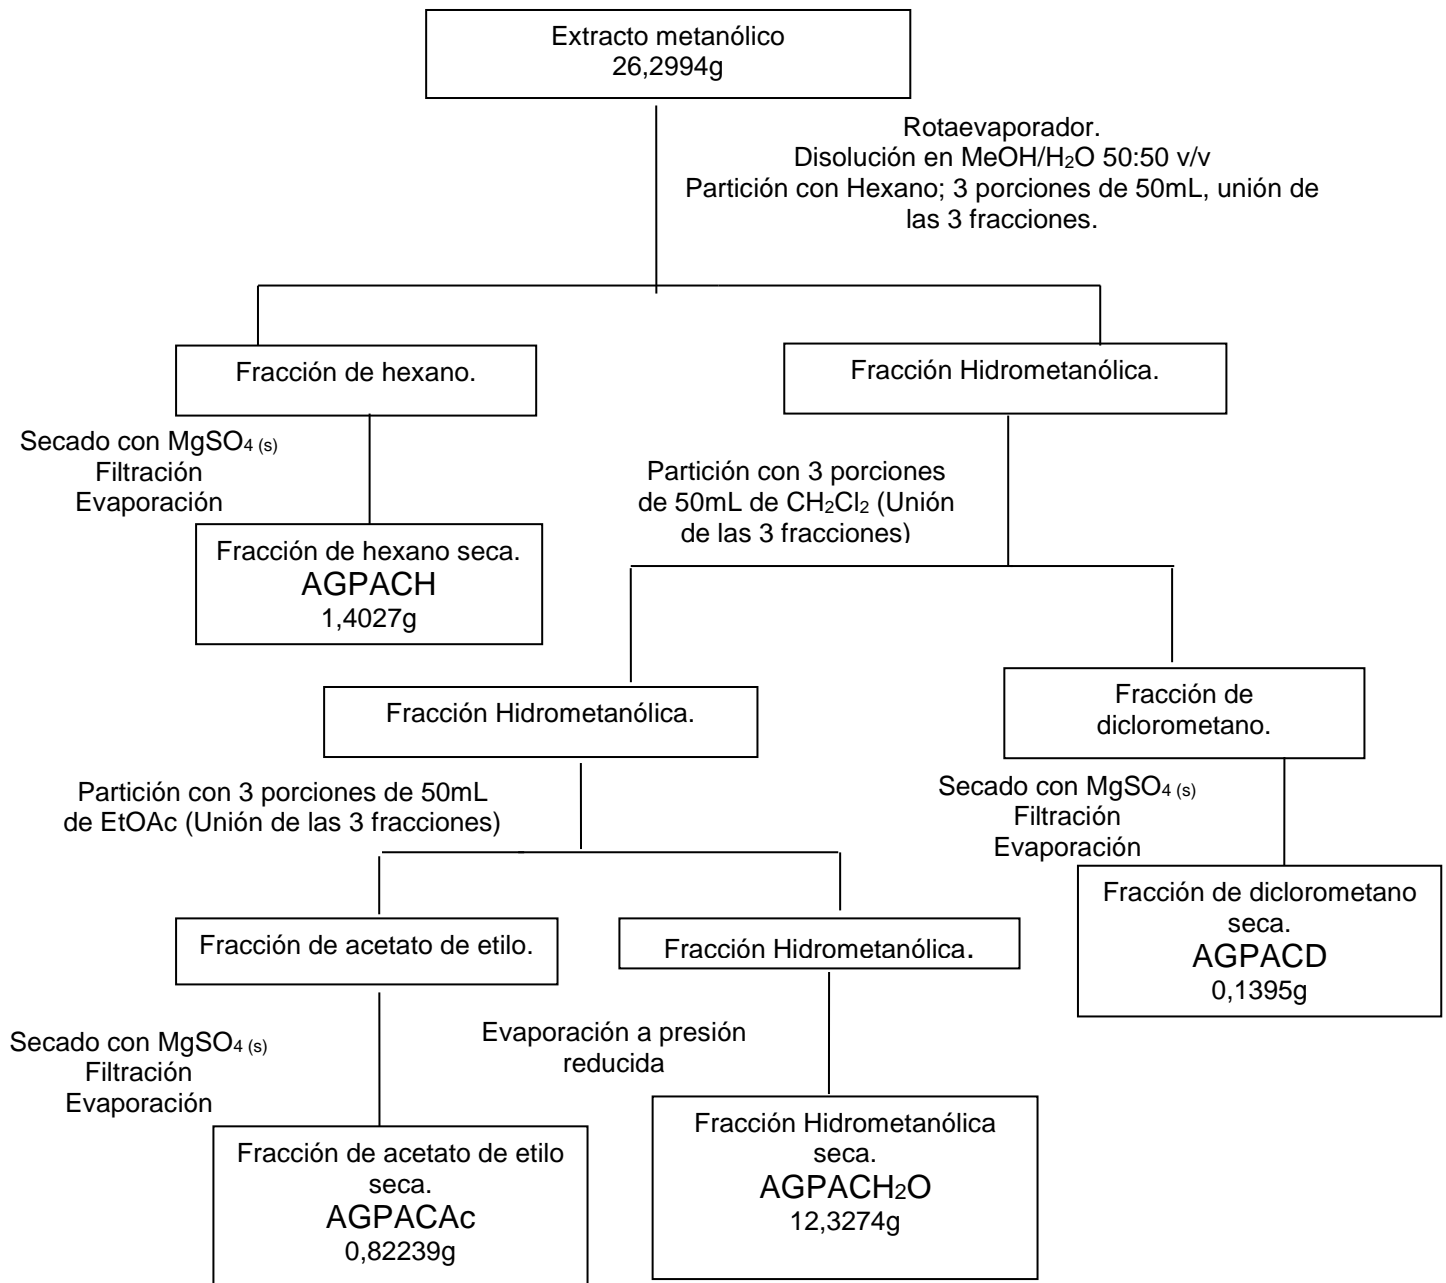 Extracto metanólico
26,2994g
Rotaevaporador.
Disolución en MeOH/H₂O 50:50 v/v
Partición con Hexano; 3 porciones de 50mL, unión de
las 3 fracciones.
Fracción de hexano.
Fracción Hidrometanólica.
Secado con MgSO₄ (s)
Filtración
Evaporación
Partición con 3 porciones
de 50mL de CH₂Cl₂ (Unión
de las 3 fracciones)
Fracción de hexano seca.
AGPACH
1,4027g
Fracción Hidrometanólica.
Fracción de
diclorometano.
Partición con 3 porciones de 50mL
de EtOAc (Unión de las 3 fracciones)
Secado con MgSO₄ (s)
Filtración
Evaporación
Fracción de acetato de etilo.
Fracción Hidrometanólica.
Fracción de diclorometano
seca.
AGPACD
0,1395g
Secado con MgSO₄ (s)
Filtración
Evaporación
Evaporación a presión
reducida
Fracción de acetato de etilo
seca.
AGPACAc
0,82239g
Fracción Hidrometanólica
seca.
AGPACH₂O
12,3274g